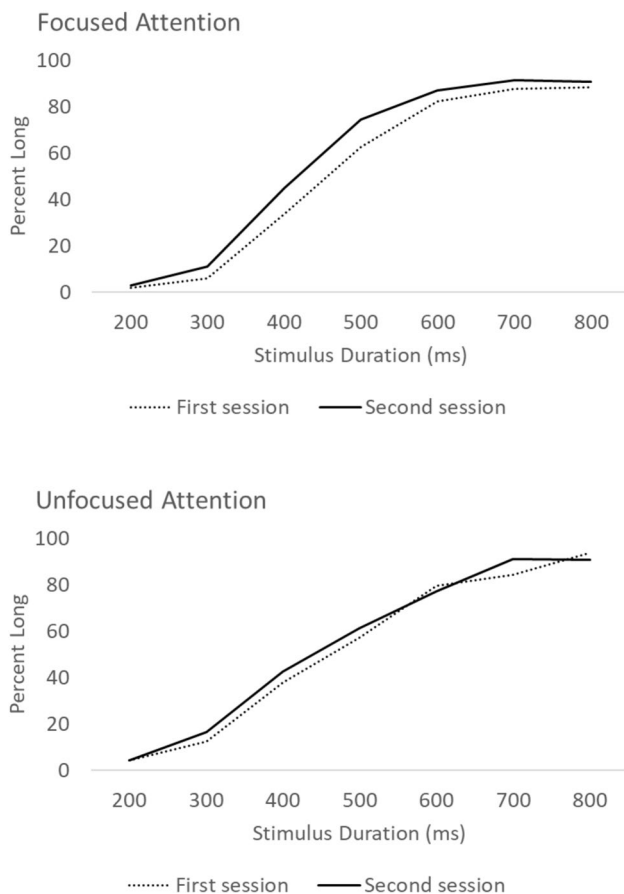 Focused Attention
100
80
60
40
20
0
Percent Long
200 300 400 500 600 700 800
Stimulus Duration (ms)
First session Second session
Unfocused Attention
100
80
60
40
20
0
Percent Long
200 300 400 500 600 700 800
Stimulus Duration (ms)
First session Second session